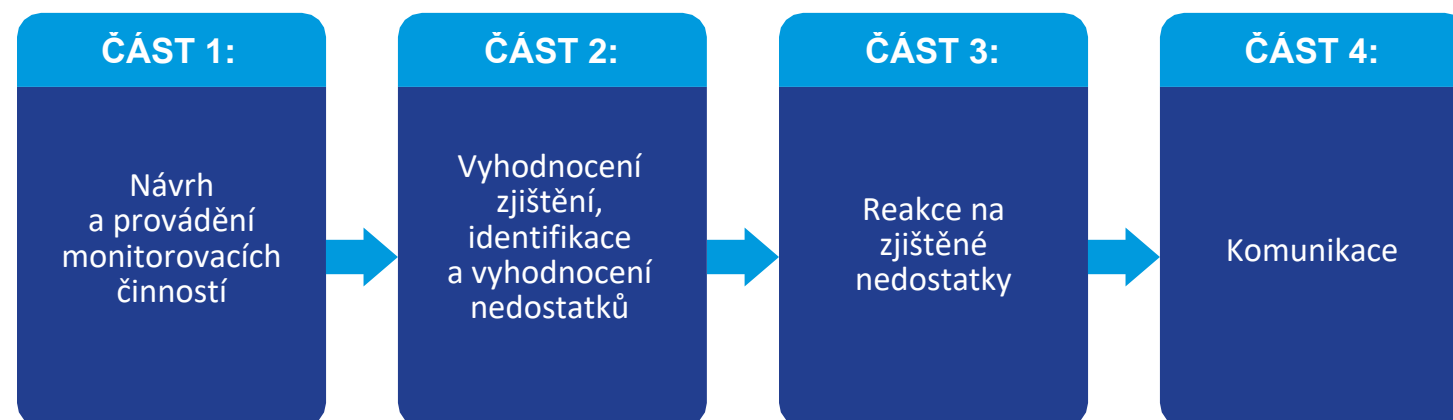 ČÁST 1:
Návrh
a provádění
monitorovacích
činností
ČÁST 2:
Vyhodnocení
zjištění,
identifikace
a vyhodnocení
nedostatků
ČÁST 3:
Reakce na
zjištěné
nedostatky
ČÁST 4:
Komunikace